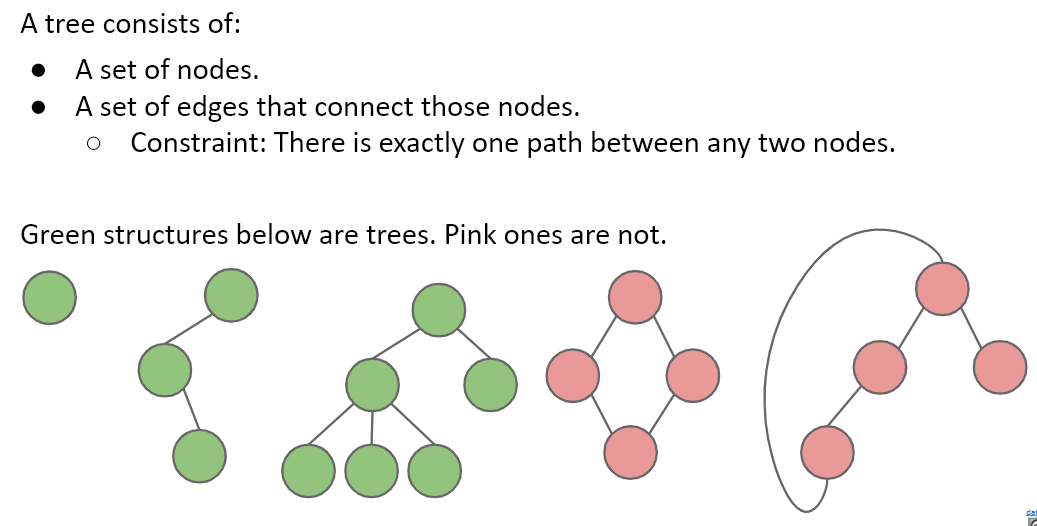 A tree consists of:
● A set of nodes.
● A set of edges that connect those nodes.
○ Constraint: There is exactly one path between any two nodes.
Green structures below are trees. Pink ones are not.